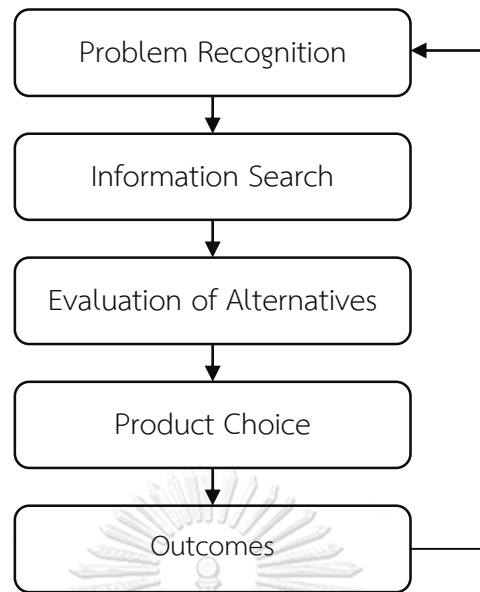 Problem Recognition
Information Search
Evaluation of Alternatives
Product Choice
Outcomes